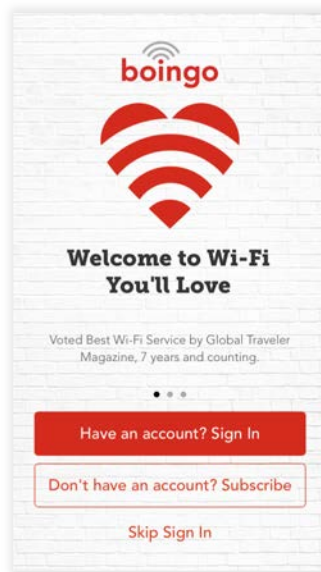 boingo
Welcome to Wi-Fi
You'll Love
Voted Best Wi-Fi Service by Global Traveler
Magazine, 7 years and counting.
Have an account? Sign In
Don't have an account? Subscribe
Skip Sign In